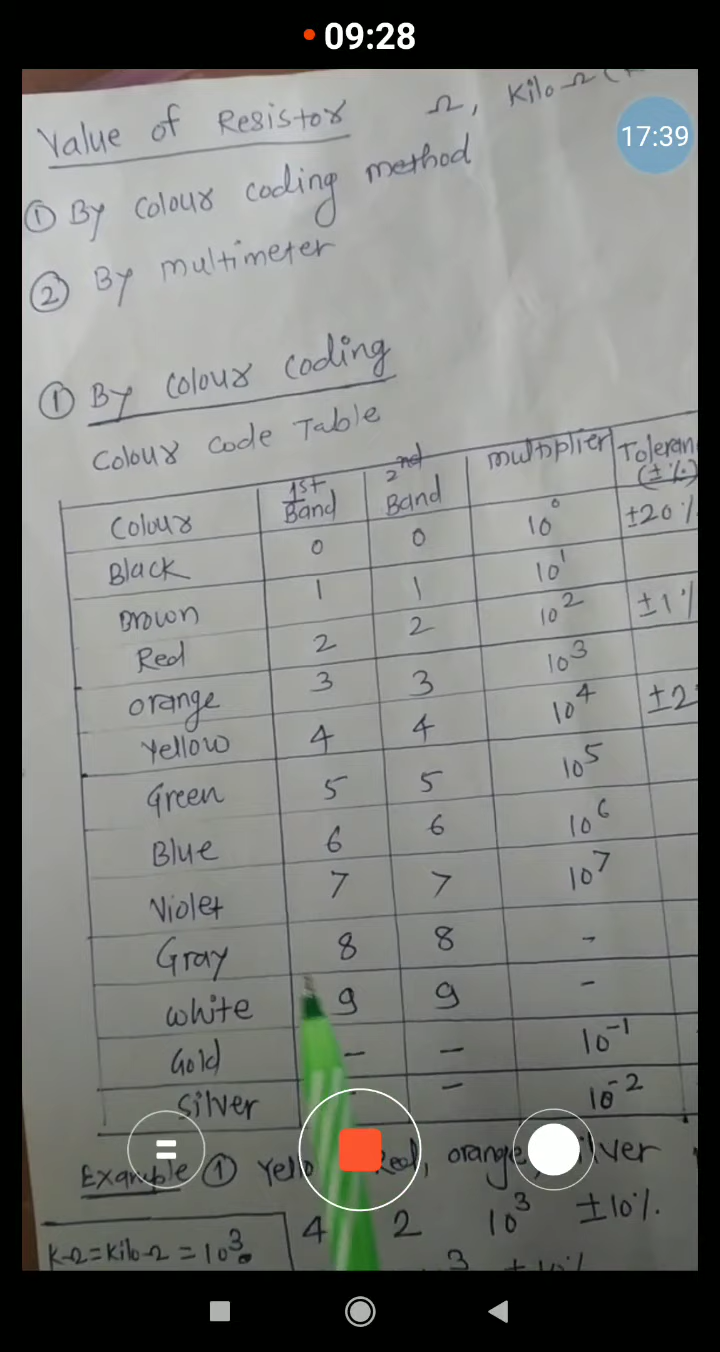 09:28
17:39
Value of Resistor Ω, Kilo-Ω (
① By Colour coding method
② By multimeter
① By Colour Coding
Colour Code Table
Colour 1st Band 2nd Band multiplier Toleran (±%)
Black 0 0 10⁰ ±20%
Brown 1 1 10¹
Red 2 2 10² ±1%
orange 3 3 10³
Yellow 4 4 10⁴ ±2
Green 5 5 10⁵
Blue 6 6 10⁶
Violet 7 7 10⁷
Gray 8 8 -
white 9 9 -
Gold - - 10⁻¹
Silver - - 10⁻²
Example ① Yello Red, orange, silver
4 2 10³ ±10%
K-Ω = Kilo-Ω = 10³